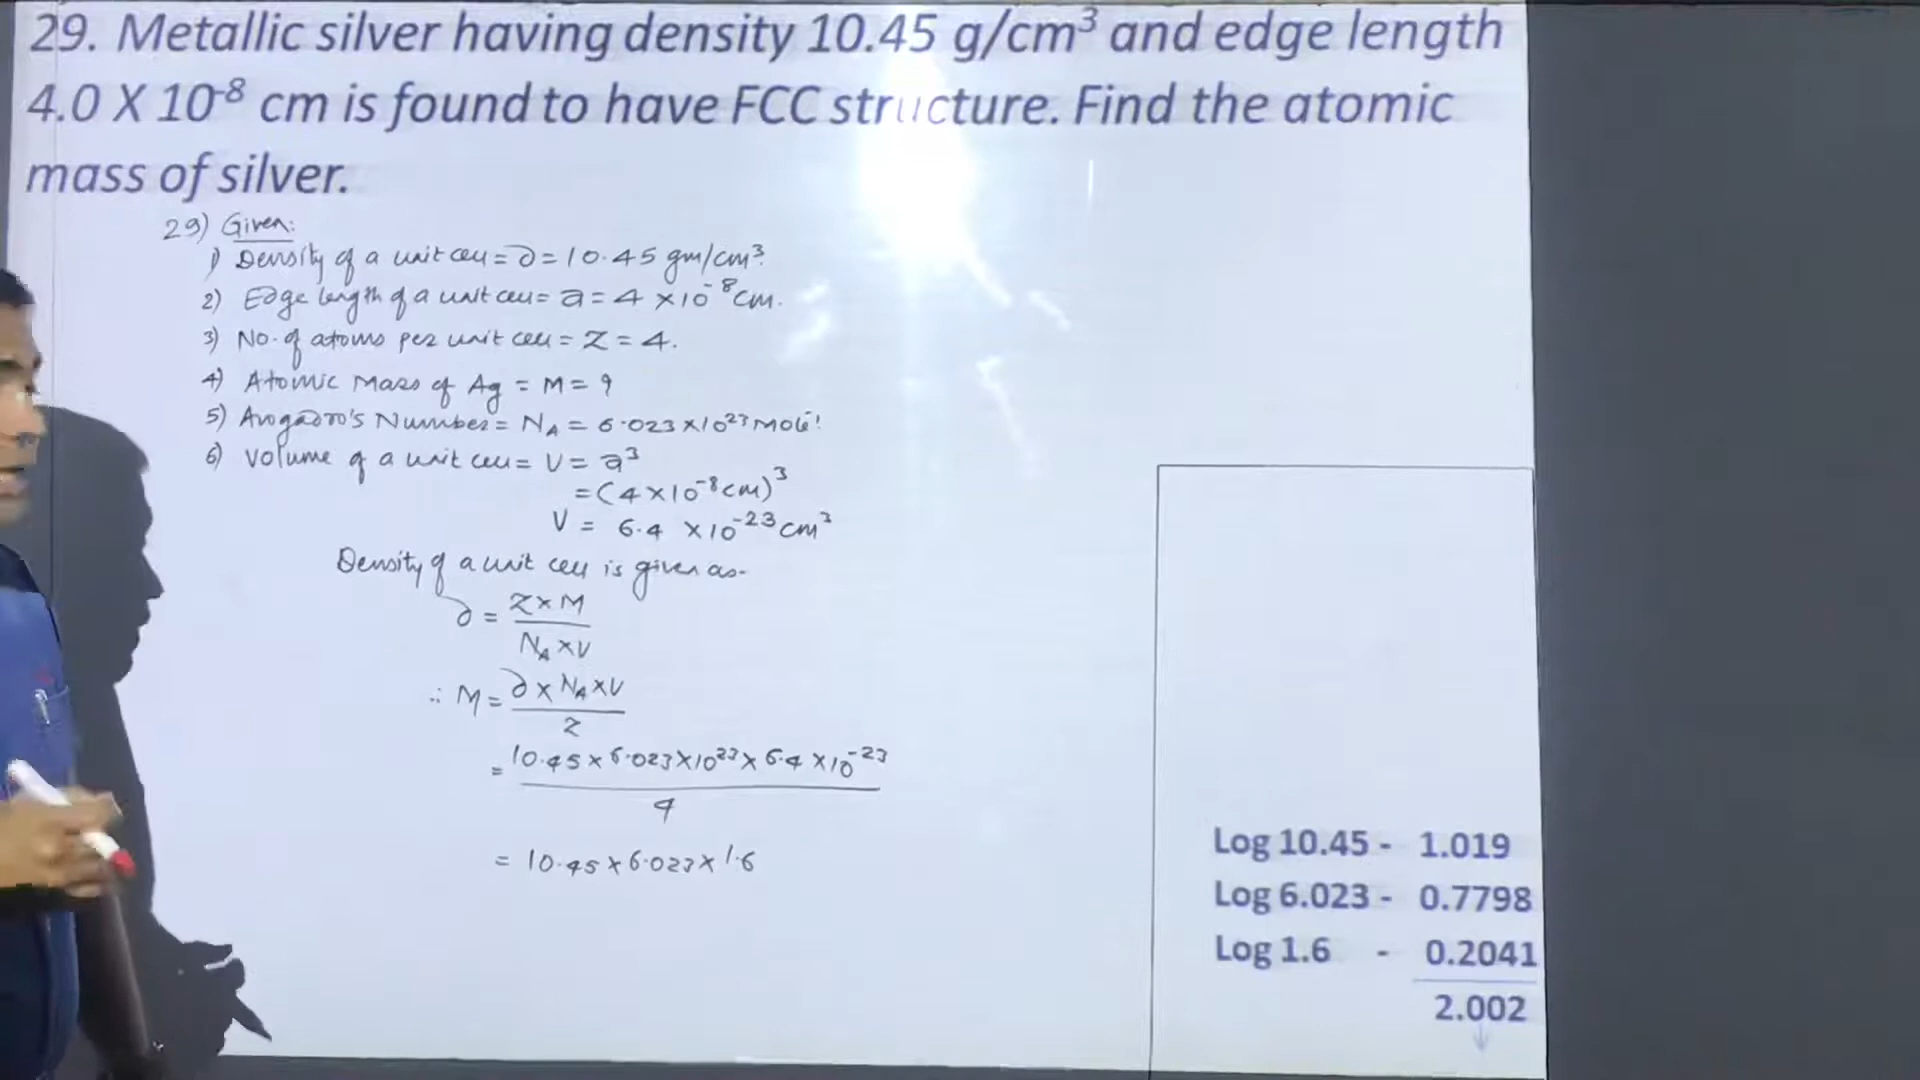 29. Metallic silver having density 10.45 g/cm³ and edge length
4.0 X 10⁻⁸ cm is found to have FCC structure. Find the atomic
mass of silver.
29) Given:
1) Density of a unit cell = ∂ = 10.45 gm/cm³.
2) Edge length of a unit cell = a = 4 × 10⁻⁸ cm.
3) No. of atoms per unit cell = Z = 4.
4) Atomic Mass of Ag = M = ?
5) Avogadro's Number = N_A = 6.023 × 10²³ mole⁻¹
6) Volume of a unit cell = V = a³
= (4 × 10⁻⁸ cm)³
V = 6.4 × 10⁻²³ cm³
Density of a unit cell is given as-
∂ = Z × M
N_A × V
∴ M = ∂ × N_A × V
Z
= 10.45 × 6.023 × 10²³ × 6.4 × 10⁻²³
4
= 10.45 × 6.023 × 1.6
Log 10.45 - 1.019
Log 6.023 - 0.7798
Log 1.6 - 0.2041
2.002